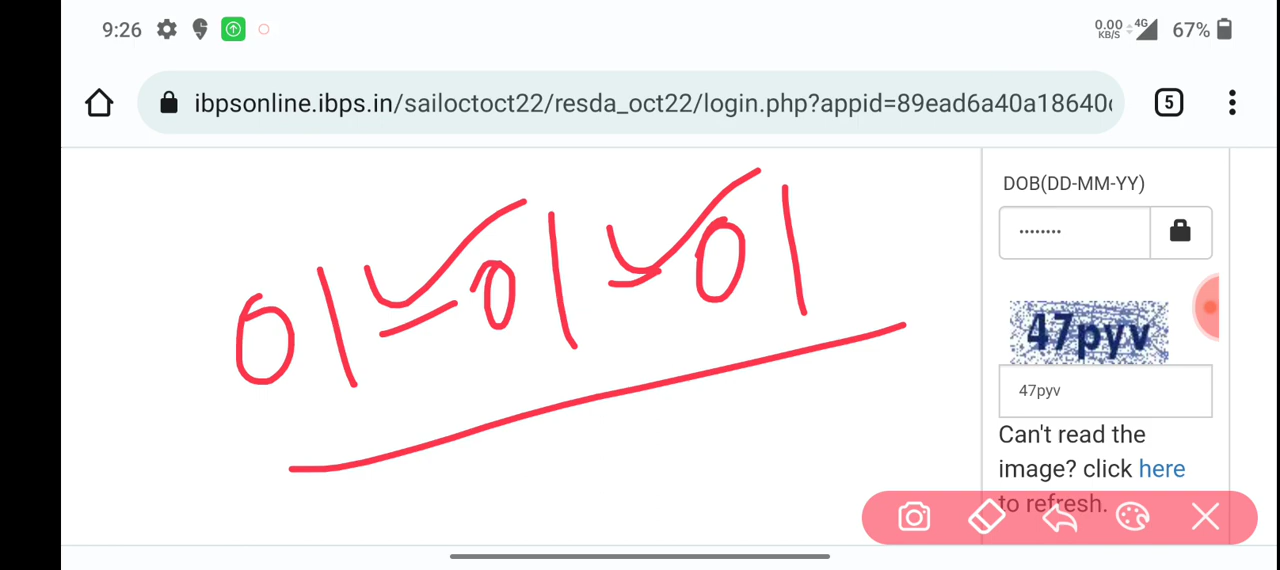 9:26 0.00 KB/S 4G 67%
ibpsonline.ibps.in/sailoctoct22/resda_oct22/login.php?appid=89ead6a40a18640 5
DOB(DD-MM-YY)
········
47pyv
47pyv
Can't read the
image? click here
to refresh.
01-01-01